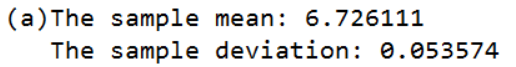 (a)The sample mean: 6.726111
The sample deviation: 0.053574